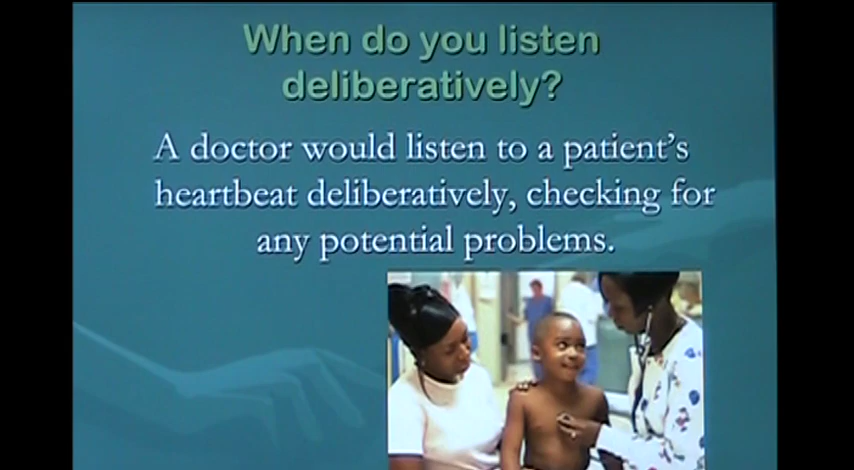 When do you listen
deliberatively?
A doctor would listen to a patient's
heartbeat deliberatively, checking for
any potential problems.